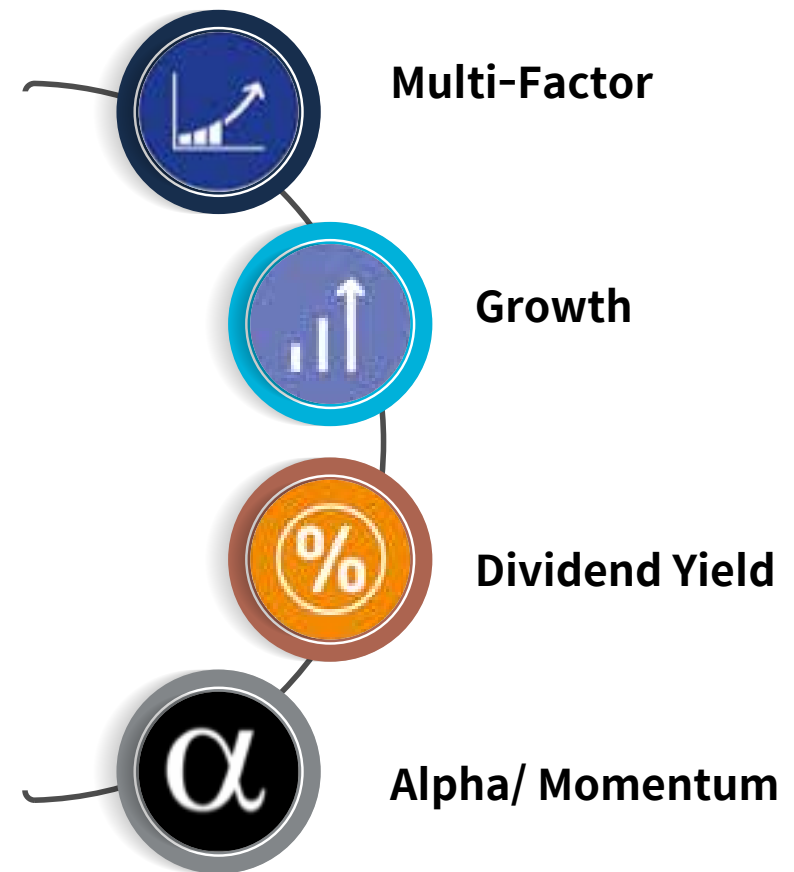 Multi-Factor
Growth
%
Dividend Yield
α
Alpha/ Momentum